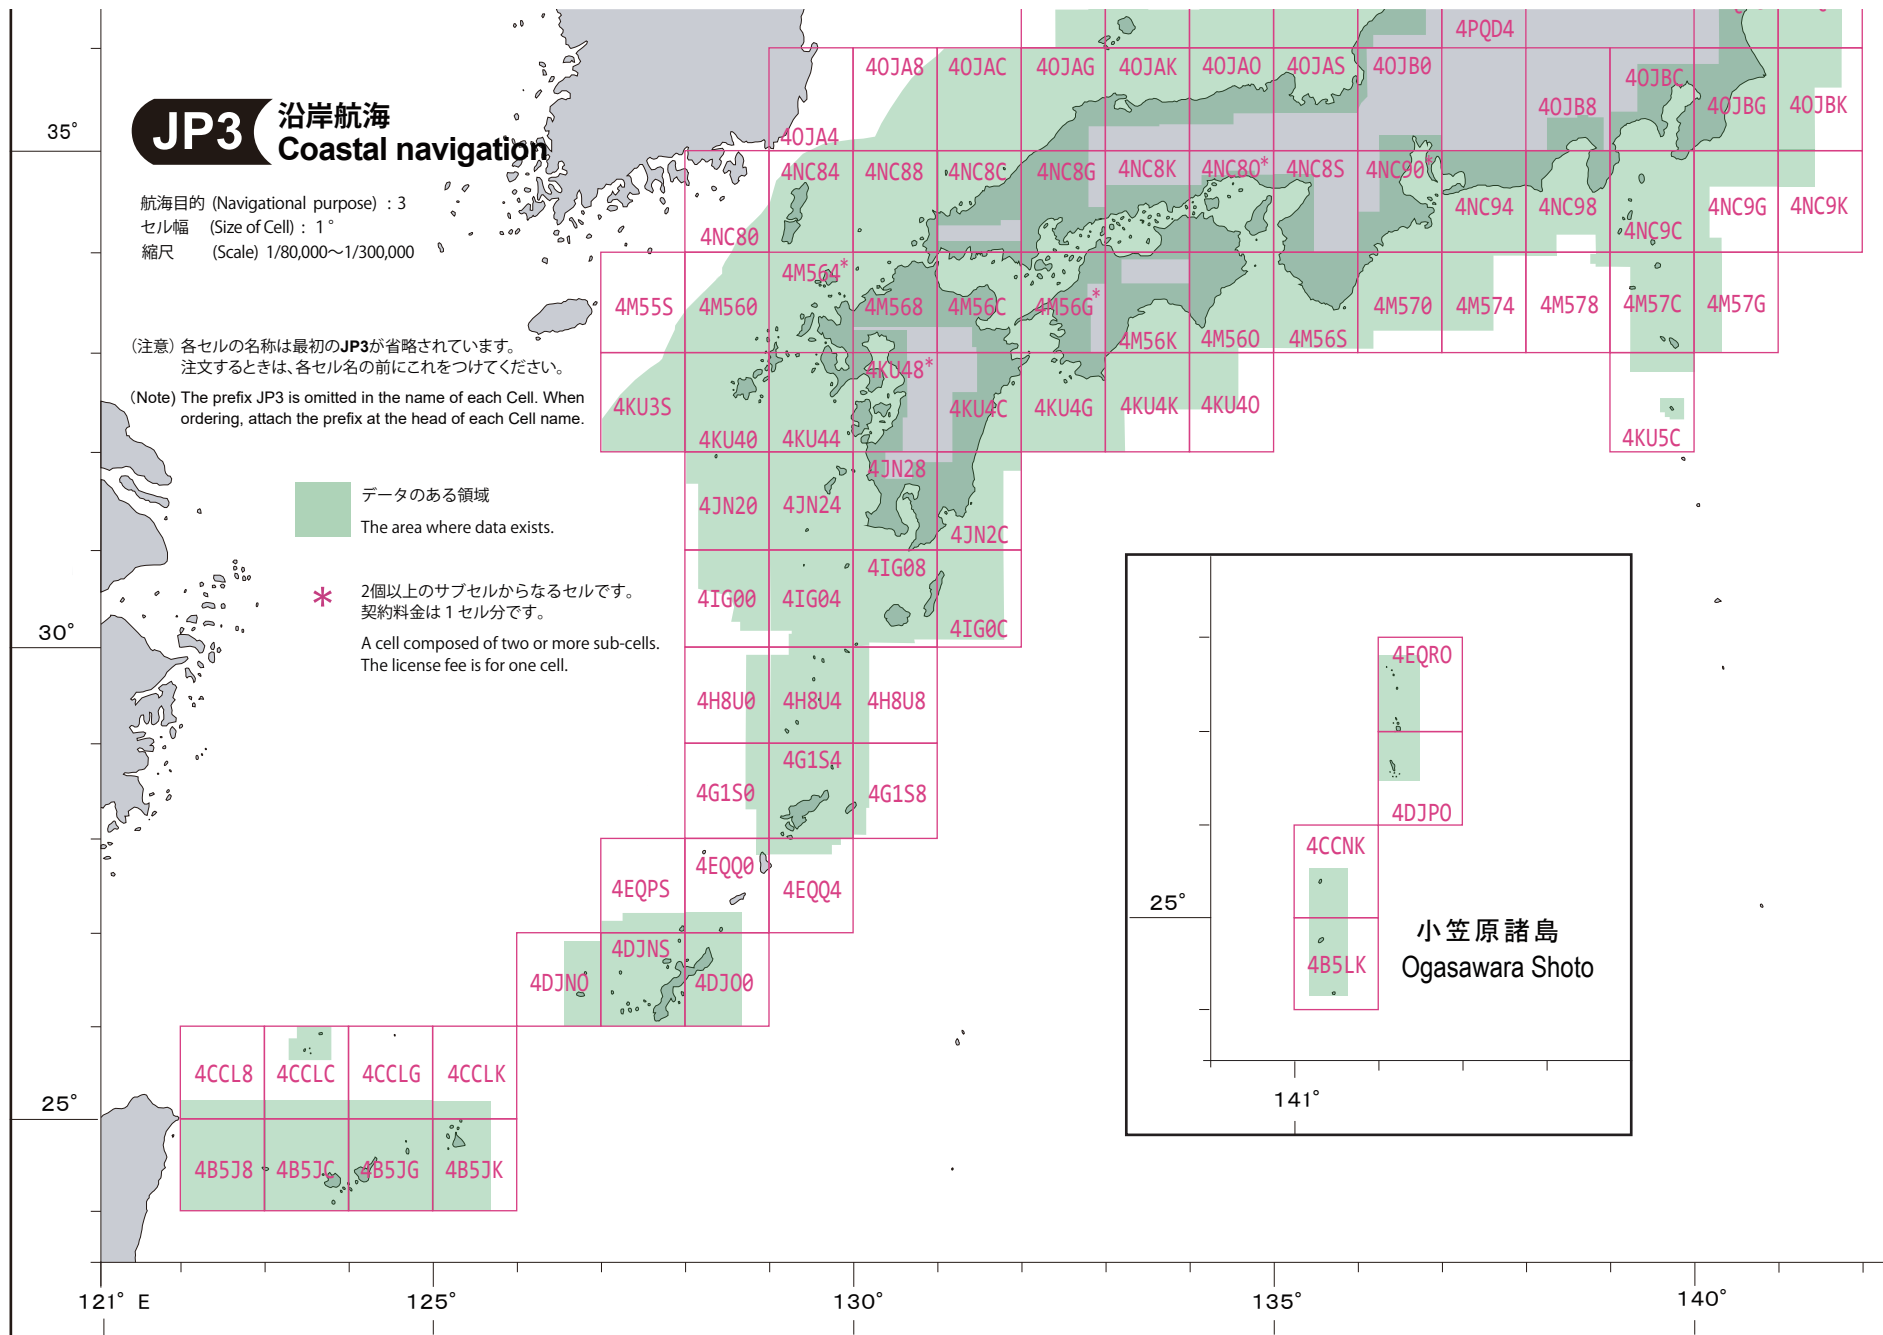 JP3 沿岸航海
Coastal navigation
航海目的 (Navigational purpose) : 3
セル幅 (Size of Cell) : 1°
縮尺 (Scale) 1/80,000～1/300,000
(注意) 各セルの名称は最初のJP3が省略されています。
注文するときは、各セル名の前にこれをつけてください。
(Note) The prefix JP3 is omitted in the name of each Cell. When
ordering, attach the prefix at the head of each Cell name.
データのある領域
The area where data exists.
* 2個以上のサブセルからなるセルです。
契約料金は1セル分です。
A cell composed of two or more sub-cells.
The license fee is for one cell.
4PQD4
4OJA4 4OJA8 4OJAC 4OJAG 4OJAK 4OJAO 4OJAS 4OJB0 4OJB8 4OJBC 4OJBG 4OJBK
35°
4NC80 4NC84 4NC88 4NC8C 4NC8G 4NC8K 4NC8O* 4NC8S 4NC90* 4NC94 4NC98 4NC9C 4NC9G 4NC9K
4M55S 4M560 4M564* 4M568 4M56C 4M56G* 4M56K 4M56O 4M56S 4M570 4M574 4M578 4M57C 4M57G
4KU3S 4KU40 4KU44 4KU48* 4KU4C 4KU4G 4KU4K 4KU4O 4KU5C
4JN20 4JN24 4JN28 4JN2C
4IG00 4IG04 4IG08 4IG0C
30°
4H8U0 4H8U4 4H8U8
4G1S0 4G1S4 4G1S8
4EQPS 4EQQ0 4EQQ4
4DJNO 4DJNS 4DJO0
4CCL8 4CCLC 4CCLG 4CCLK
25°
4B5J8 4B5JC 4B5JG 4B5JK
121° E 125° 130° 135° 140°
4EQRO
4DJPO
4CCNK
25°
4B5LK
小笠原諸島
Ogasawara Shoto
141°